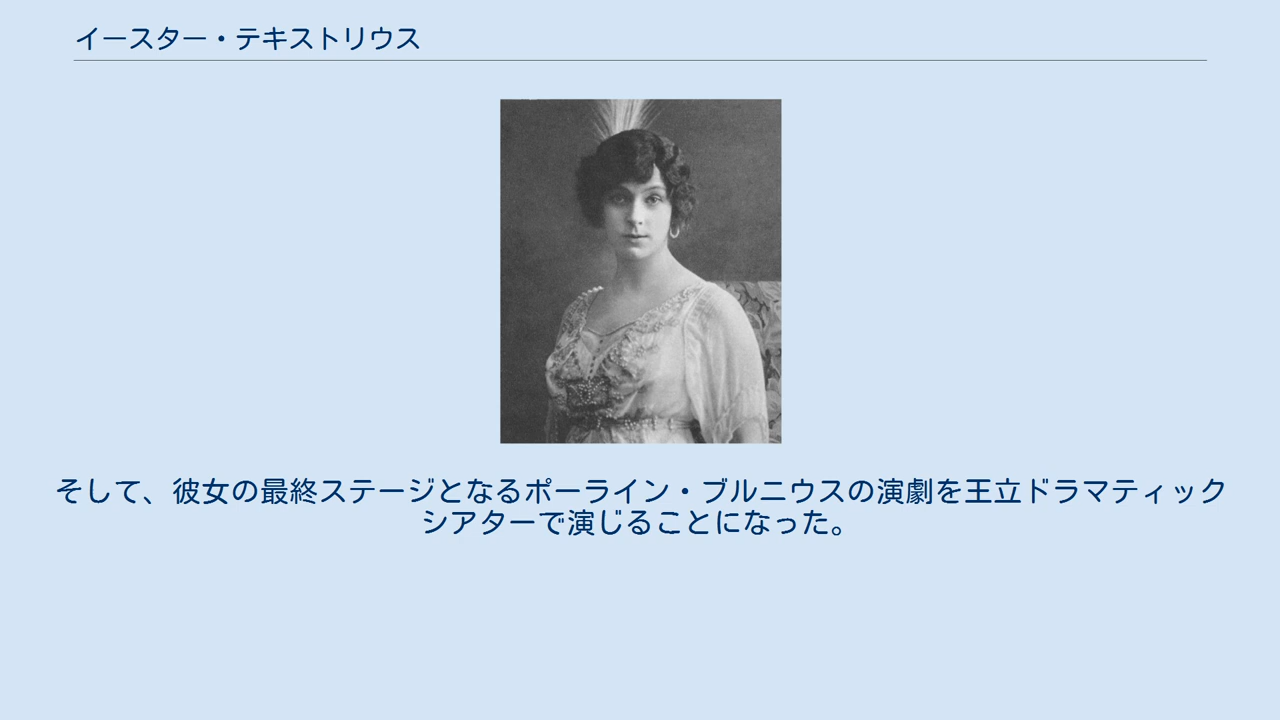 イースター・テキストリウス
そして、彼女の最終ステージとなるポーライン・ブルニウスの演劇を王立ドラマティック
シアターで演じることになった。